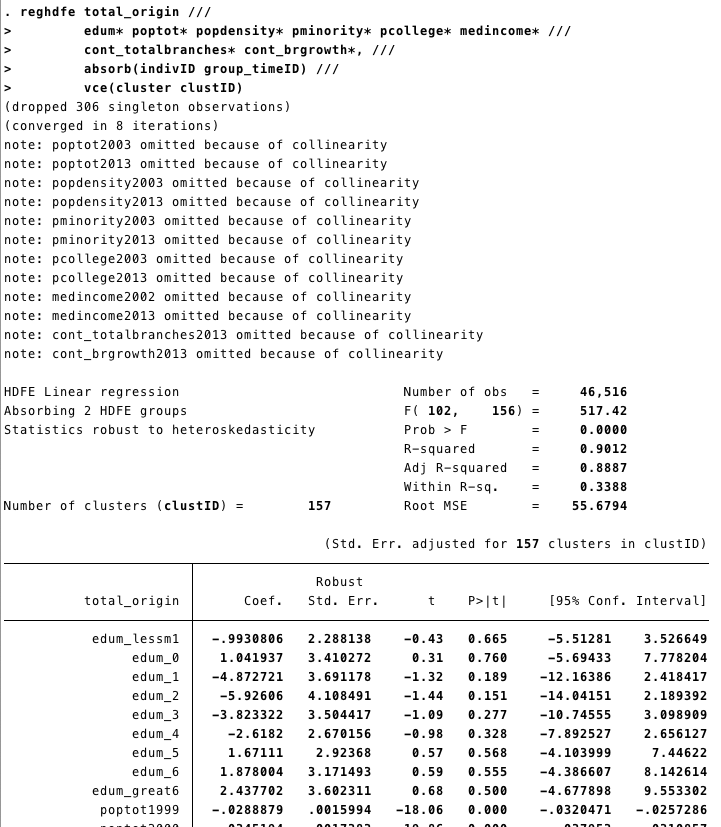 . reghdfe total_origin ///
> edum* poptot* popdensity* pminority* pcollege* medincome* ///
> cont_totalbranches* cont_brgrowth*, ///
> absorb(indivID group_timeID) ///
> vce(cluster clustID)
(dropped 306 singleton observations)
(converged in 8 iterations)
note: poptot2003 omitted because of collinearity
note: poptot2013 omitted because of collinearity
note: popdensity2003 omitted because of collinearity
note: popdensity2013 omitted because of collinearity
note: pminority2003 omitted because of collinearity
note: pminority2013 omitted because of collinearity
note: pcollege2003 omitted because of collinearity
note: pcollege2013 omitted because of collinearity
note: medincome2002 omitted because of collinearity
note: medincome2013 omitted because of collinearity
note: cont_totalbranches2013 omitted because of collinearity
note: cont_brgrowth2013 omitted because of collinearity
HDFE Linear regression Number of obs = 46,516
Absorbing 2 HDFE groups F( 102, 156) = 517.42
Statistics robust to heteroskedasticity Prob > F = 0.0000
R-squared = 0.9012
Adj R-squared = 0.8887
Within R-sq. = 0.3388
Number of clusters (clustID) = 157 Root MSE = 55.6794
(Std. Err. adjusted for 157 clusters in clustID)
Robust
total_origin Coef. Std. Err. t P>|t| [95% Conf. Interval]
edum_lessm1 -.9930806 2.288138 -0.43 0.665 -5.51281 3.526649
edum_0 1.041937 3.410272 0.31 0.760 -5.69433 7.778204
edum_1 -4.872721 3.691178 -1.32 0.189 -12.16386 2.418417
edum_2 -5.92606 4.108491 -1.44 0.151 -14.04151 2.189392
edum_3 -3.823322 3.504417 -1.09 0.277 -10.74555 3.098909
edum_4 -2.6182 2.670156 -0.98 0.328 -7.892527 2.656127
edum_5 1.67111 2.92368 0.57 0.568 -4.103999 7.44622
edum_6 1.878004 3.171493 0.59 0.555 -4.386607 8.142614
edum_great6 2.437702 3.602311 0.68 0.500 -4.677898 9.553302
poptot1999 -.0288879 .0015994 -18.06 0.000 -.0320471 -.0257286